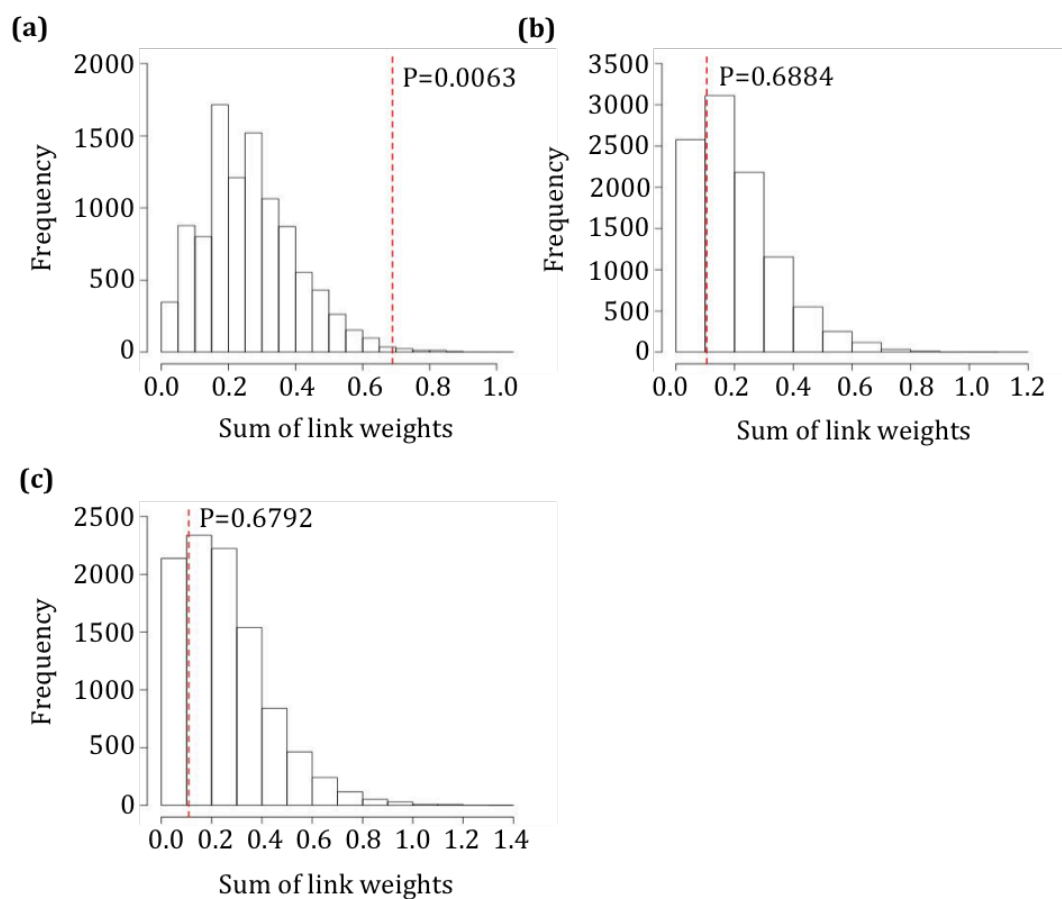 (a)
P=0.0063
2000
1500
1000
500
0
Frequency
0.0 0.2 0.4 0.6 0.8 1.0
Sum of link weights
(b)
P=0.6884
3500
3000
2500
2000
1500
1000
500
0
Frequency
0.0 0.2 0.4 0.6 0.8 1.0 1.2
Sum of link weights
(c)
P=0.6792
2500
2000
1500
1000
500
0
Frequency
0.0 0.2 0.4 0.6 0.8 1.0 1.2 1.4
Sum of link weights